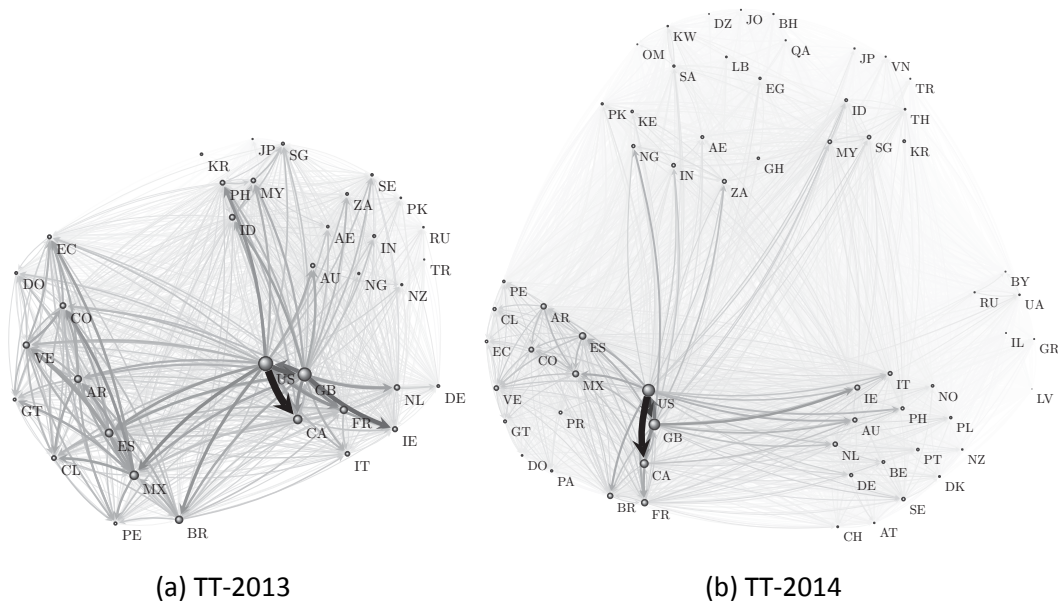 JP
SG
KR
PH
MY
SE
ZA
PK
ID
AE
IN
RU
EC
AU
NG
TR
DO
NZ
CO
VE
US
GB
AR
NL
DE
GT
FR
CA
IE
ES
CL
IT
MX
PE
BR
(a) TT-2013
DZ
JO
BH
KW
OM
QA
JP
VN
LB
SA
EG
TR
ID
PK
KE
TH
NG
AE
MY
SG
KR
IN
GH
ZA
BY
PE
RU
UA
CL
AR
EC
ES
IL
GR
CO
MX
IT
VE
US
IE
NO
LV
PR
PH
GT
GB
AU
PL
DO
CA
NL
PT
NZ
PA
BE
DE
DK
BR
FR
SE
CH
AT
(b) TT-2014